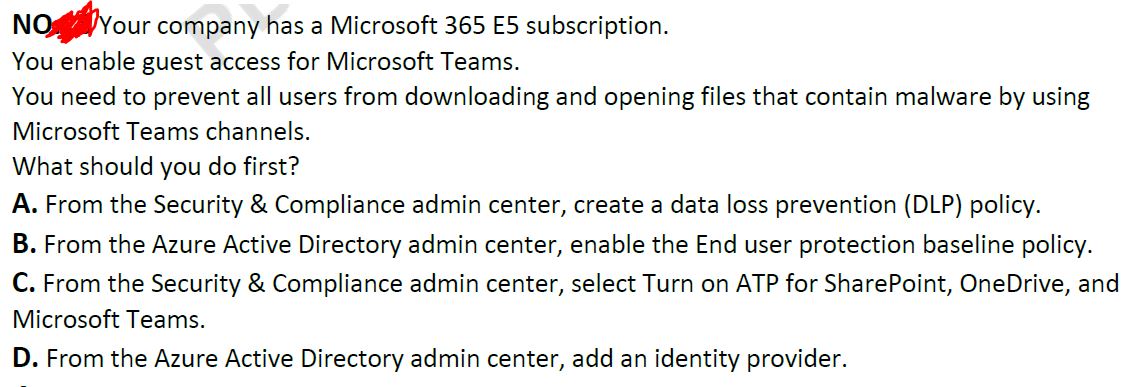 NO Your company has a Microsoft 365 E5 subscription.
You enable guest access for Microsoft Teams.
You need to prevent all users from downloading and opening files that contain malware by using
Microsoft Teams channels.
What should you do first?
A. From the Security & Compliance admin center, create a data loss prevention (DLP) policy.
B. From the Azure Active Directory admin center, enable the End user protection baseline policy.
C. From the Security & Compliance admin center, select Turn on ATP for SharePoint, OneDrive, and
Microsoft Teams.
D. From the Azure Active Directory admin center, add an identity provider.